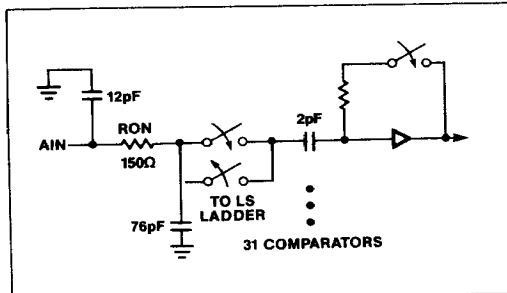 12pF
RON
2pF
AIN
150Ω
TO LS
LADDER
76pF
31 COMPARATORS